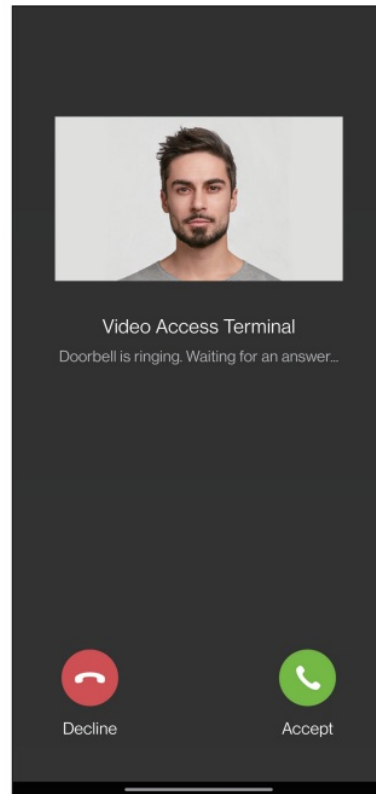 Video Access Terminal
Doorbell is ringing. Waiting for an answer...
Decline
Accept